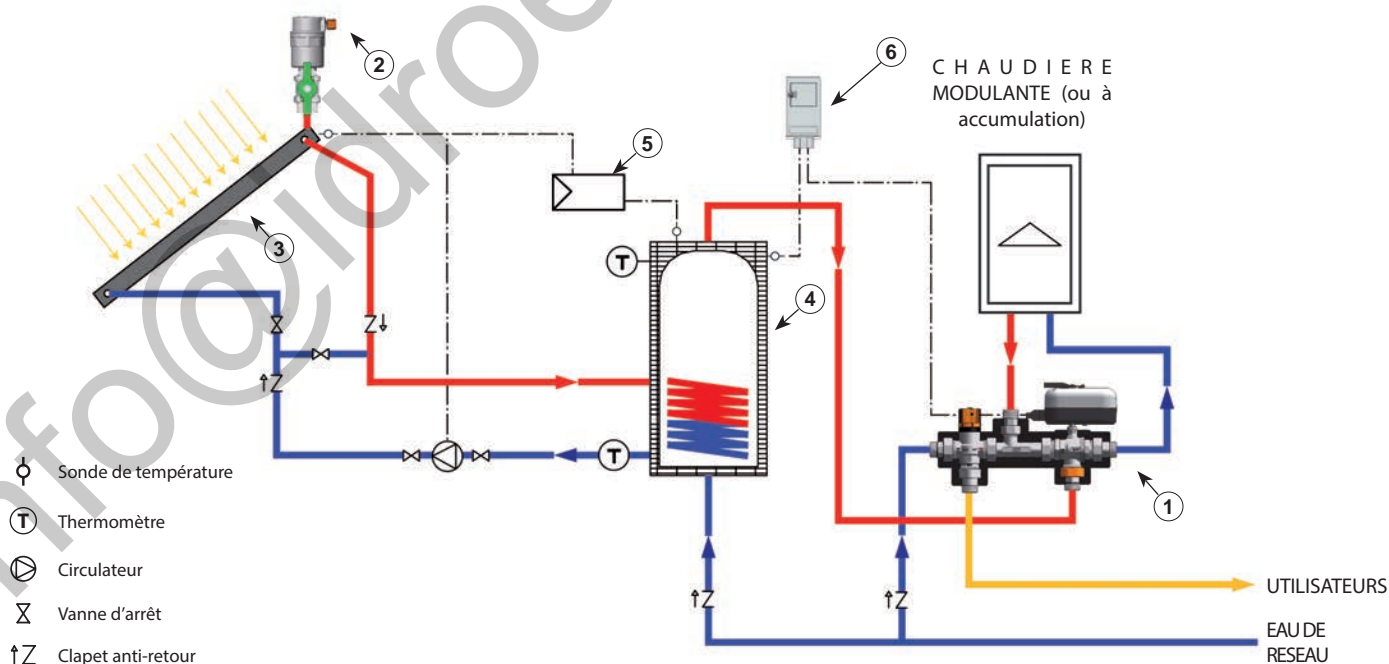 2
6
C H A U D I E R E
MODULANTE (ou à
accumulation)
5
3
T
4
Sonde de température
T
1
T Thermomètre
Circulateur
UTILISATEURS
Vanne d'arrêt
EAU DE
RESEAU
Clapet anti-retour